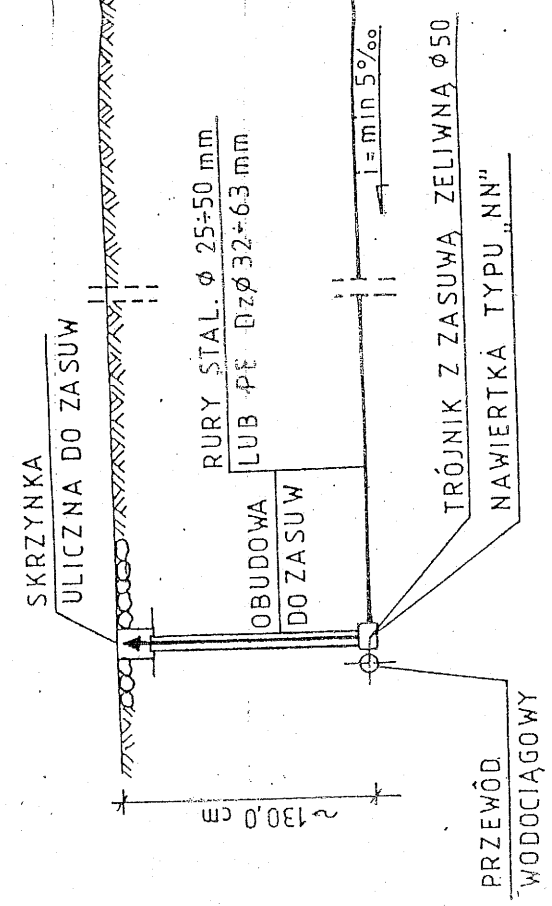 SKRZYNKA
ULICZNA DO ZASUW
RURY STAL. ϕ 25÷50 mm
LUB PE Dzϕ 32÷63 mm
OBUDOWA
DO ZASUW
i = min 5‰
~130,0 cm
TRÓJNIK Z ZASUWĄ ŻELIWNĄ ϕ50
NAWIERTKA TYPU „NN"
PRZEWÓD
WODOCIĄGOWY